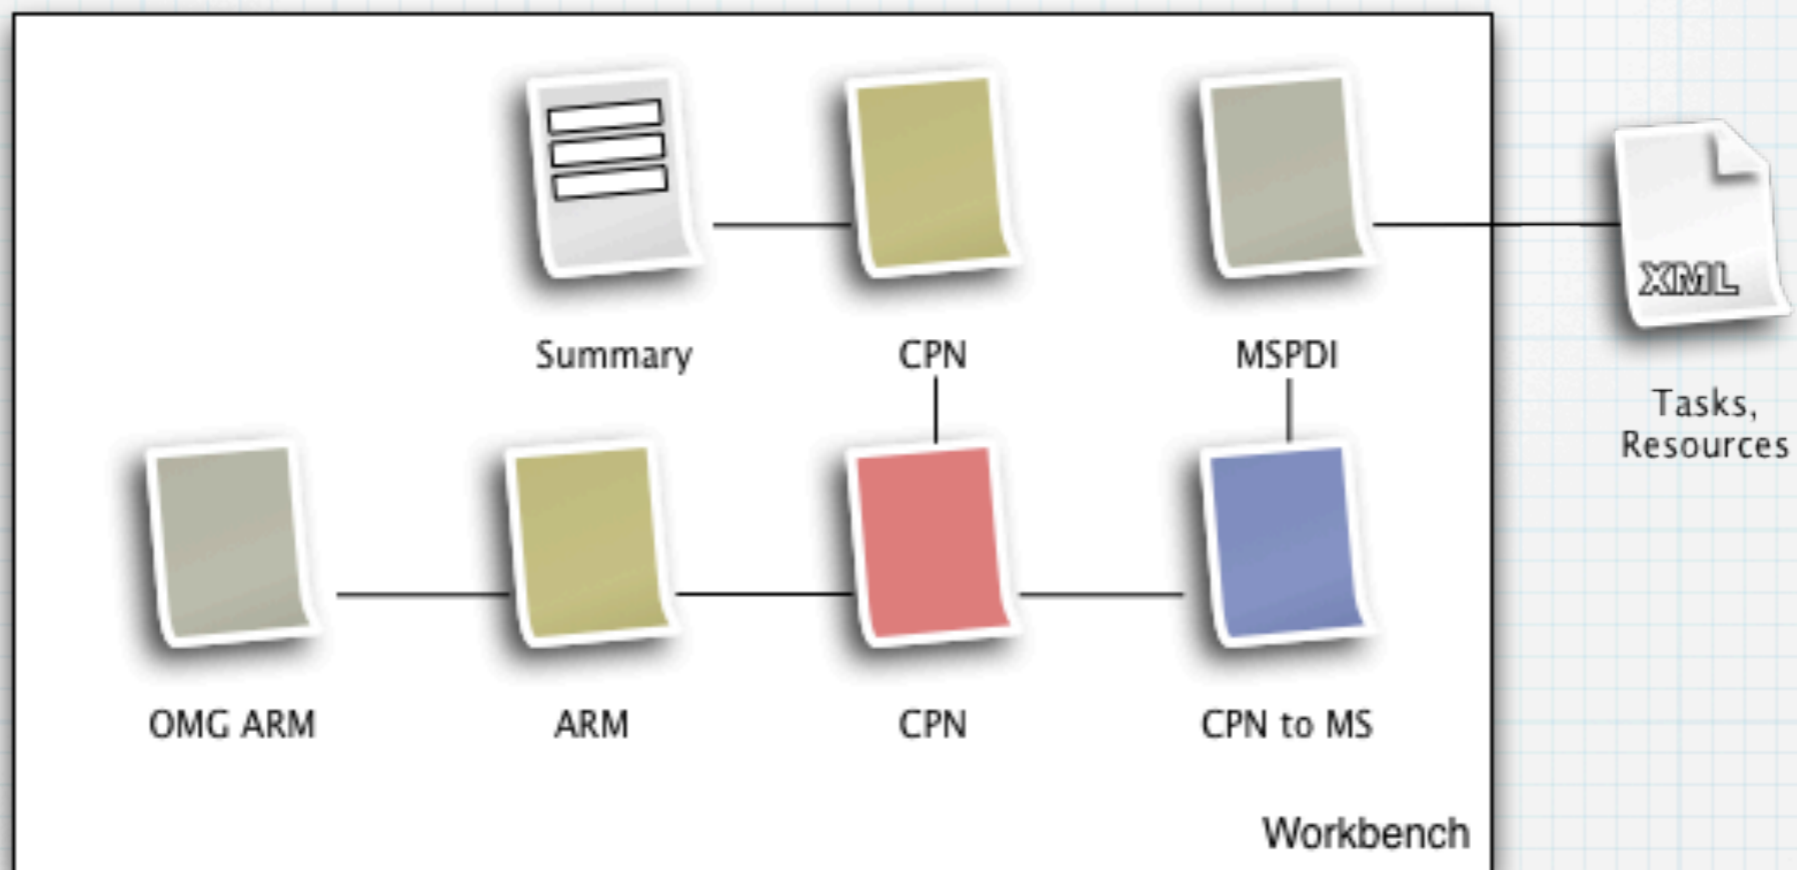 XML
Summary
CPN
MSPDI
Tasks,
Resources
OMG ARM
ARM
CPN
CPN to MS
Workbench